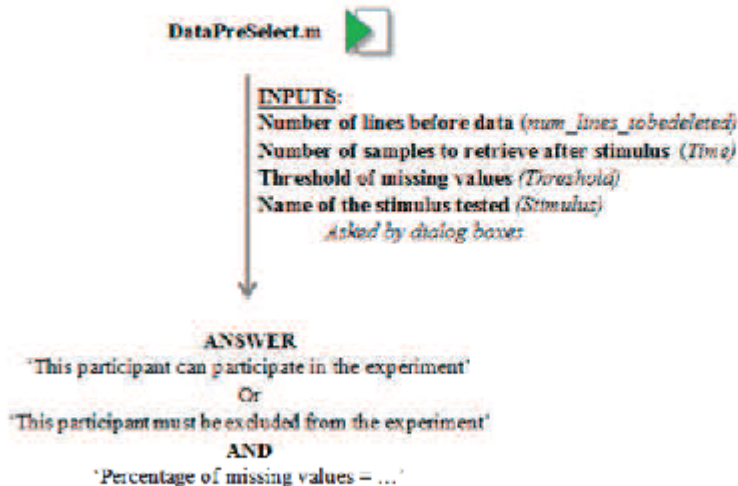 DataPreSelect.m
INPUTS:
Number of lines before data (num_lines_tobedeleted)
Number of samples to retrieve after stimulus (Time)
Threshold of missing values (Threshold)
Name of the stimulus tested (Stimulus)
Asked by dialog boxes
ANSWER
'This participant can participate in the experiment'
Or
'This participant must be excluded from the experiment'
AND
'Percentage of missing values = ...'